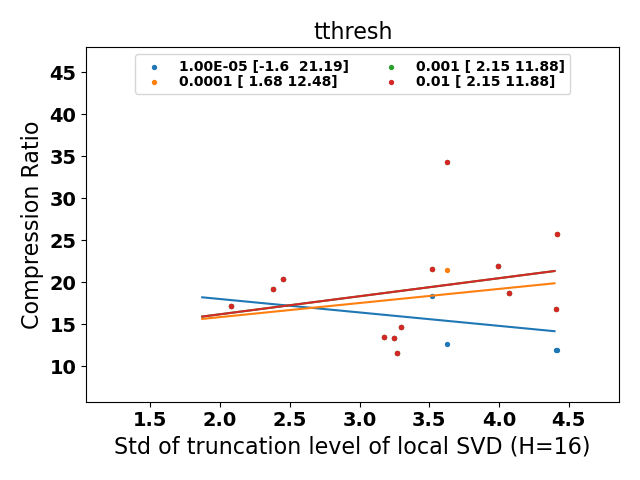 tthresh
1.00E-05 [-1.6  21.19]
0.0001 [ 1.68 12.48]
0.001 [ 2.15 11.88]
0.01 [ 2.15 11.88]
Compression Ratio
45
40
35
30
25
20
15
10
1.5 2.0 2.5 3.0 3.5 4.0 4.5
Std of truncation level of local SVD (H=16)